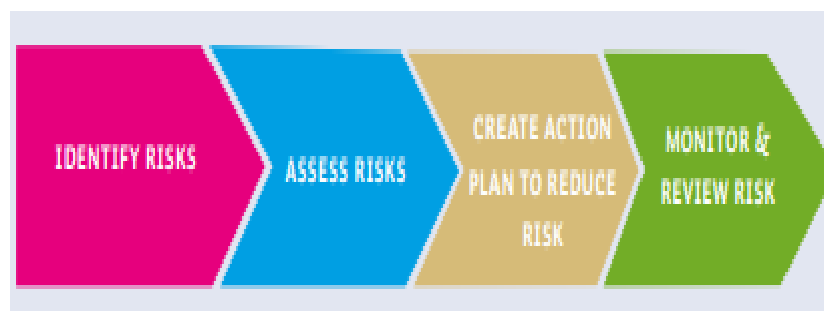 IDENTIFY RISKS
ASSESS RISKS
CREATE ACTION
PLAN TO REDUCE
RISK
MONITOR &
REVIEW RISK